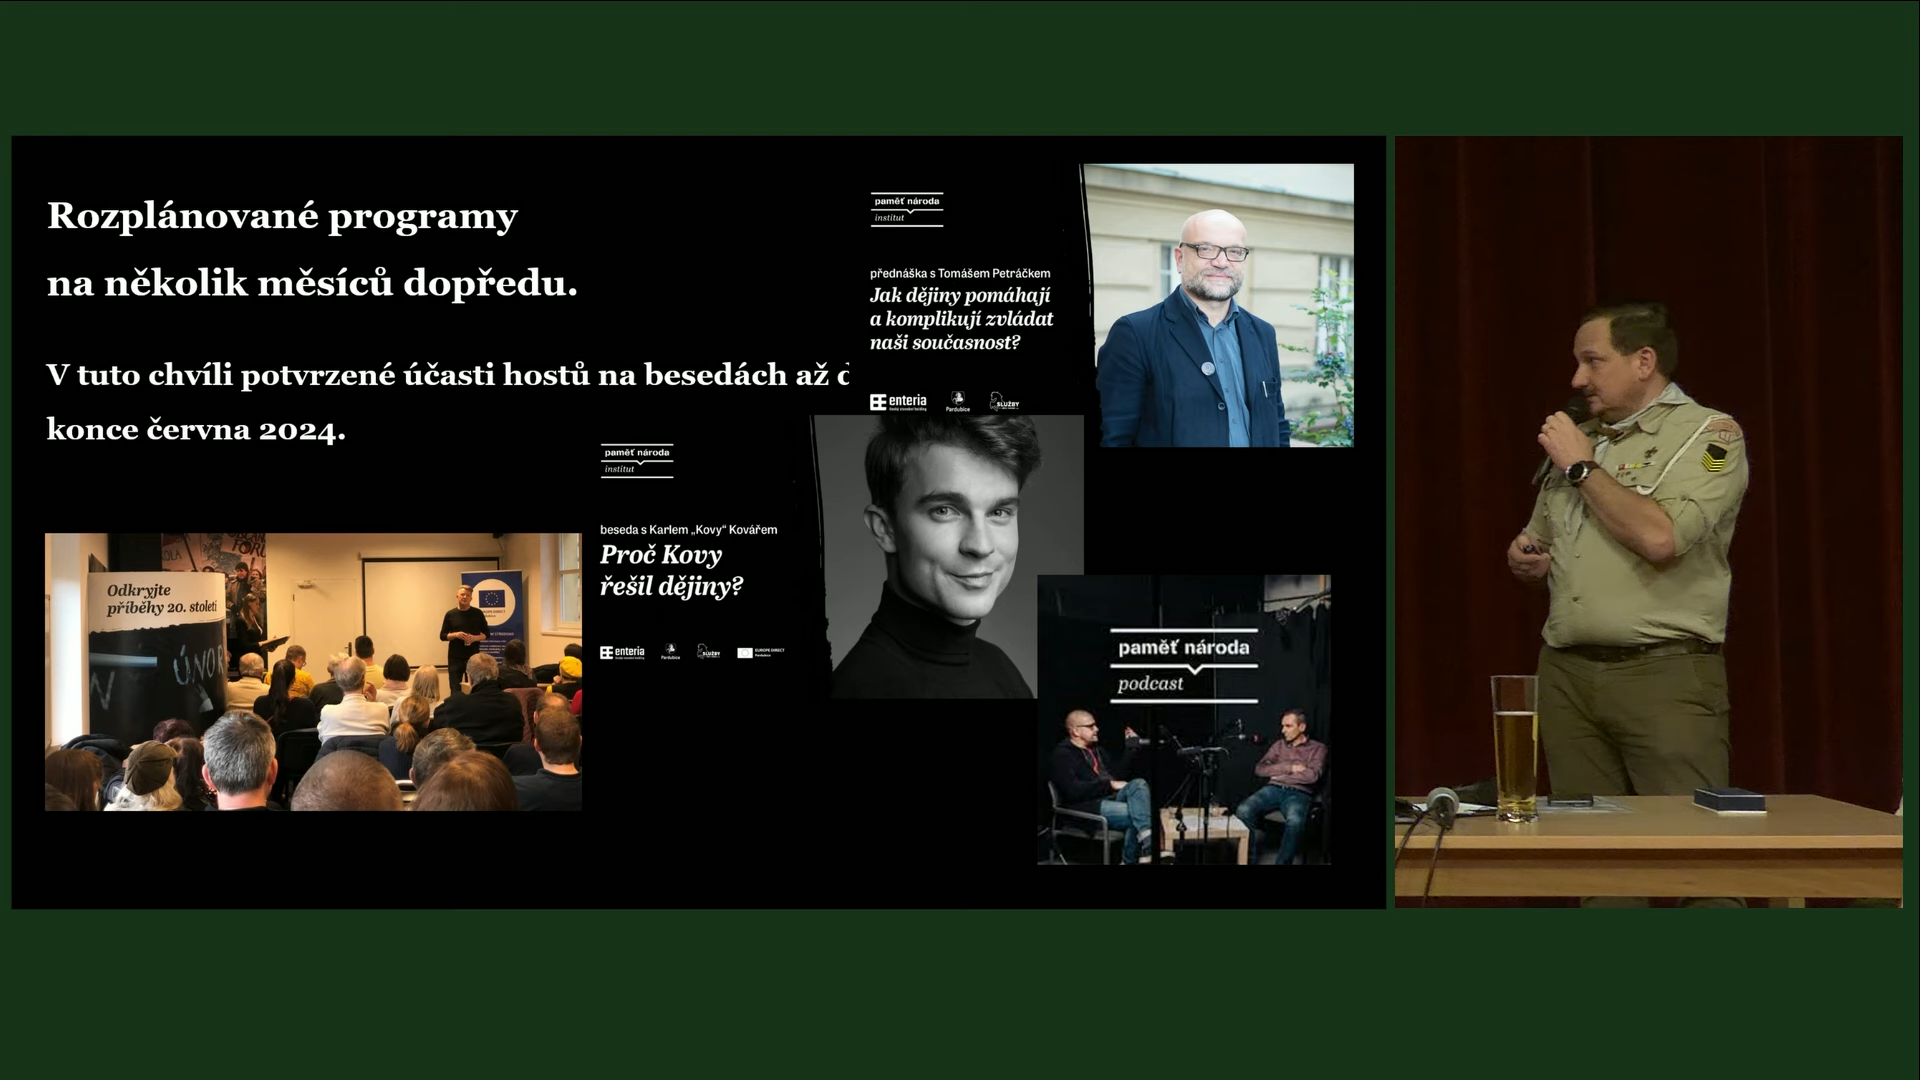 Rozplánované programy
na několik měsíců dopředu.
V tuto chvíli potvrzené účasti hostů na besedách až d
konce června 2024.
paměť národa
institut
přednáška s Tomášem Petráčkem
Jak dějiny pomáhají
a komplikují zvládat
naši současnost?
enteria
Pardubice
SLUŽBY
paměť národa
institut
beseda s Karlem „Kovy“ Kovářem
Proč Kovy
řešil dějiny?
enteria
Pardubice
SLUŽBY
EUROPE DIRECT
Pardubice
Odkryjte
příběhy 20. století
ÚNOR
paměť národa
podcast